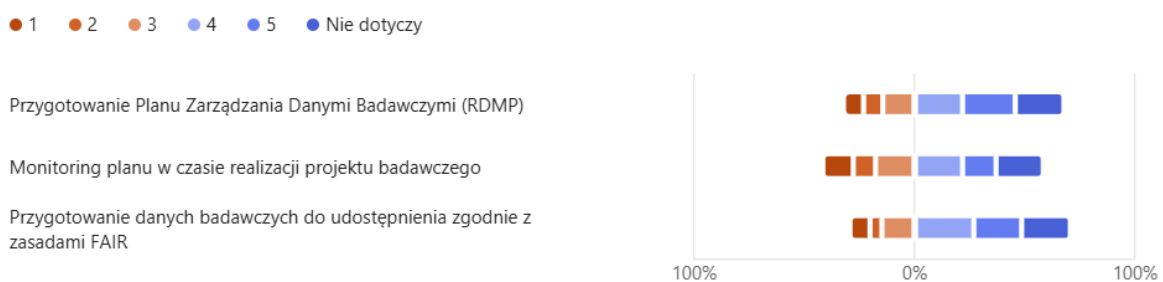 1 2 3 4 5 Nie dotyczy
Przygotowanie Planu Zarządzania Danymi Badawczymi (RDMP)
Monitoring planu w czasie realizacji projektu badawczego
Przygotowanie danych badawczych do udostępnienia zgodnie z
zasadami FAIR
100% 0% 100%